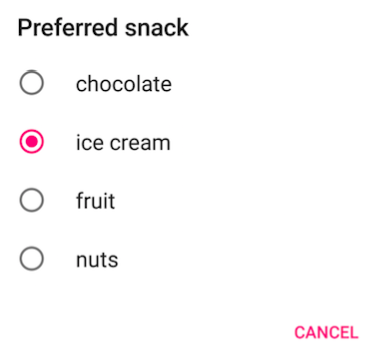 Preferred snack
chocolate
ice cream
fruit
nuts
CANCEL